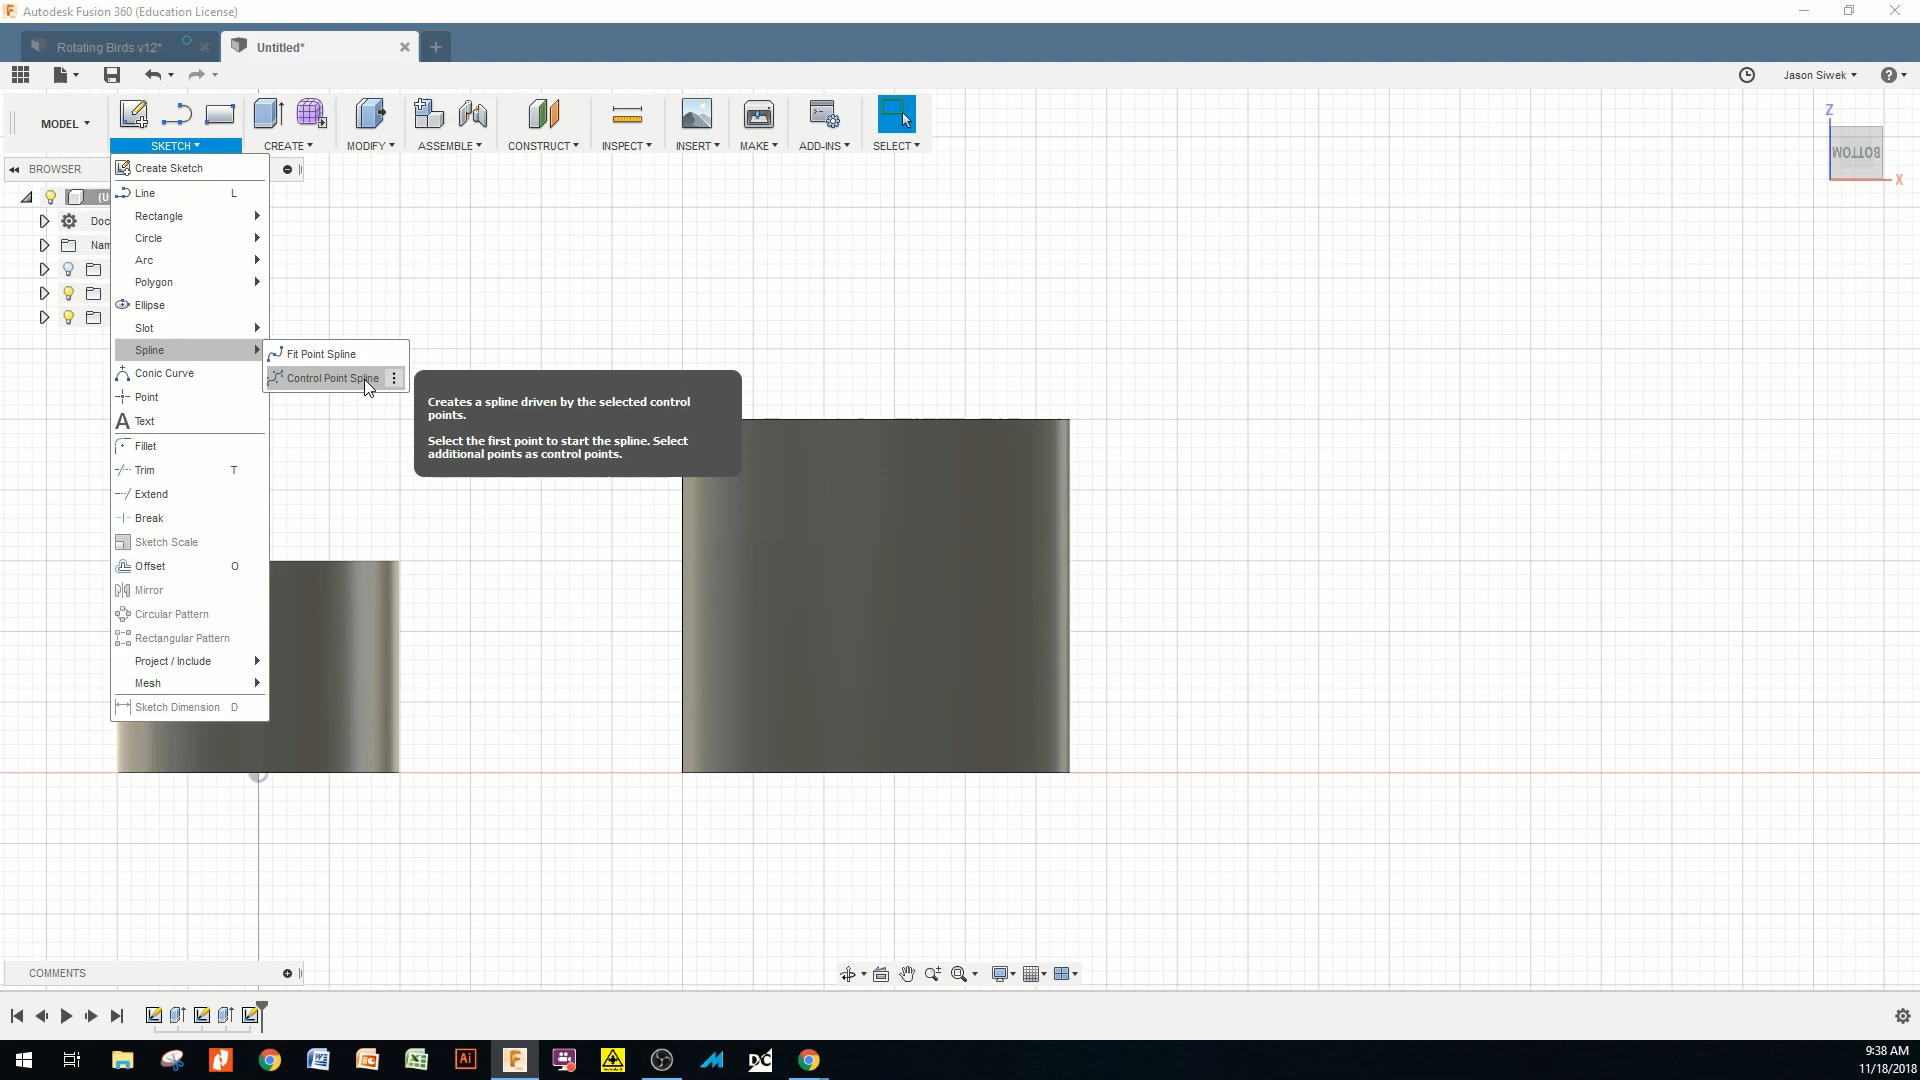 Autodesk Fusion 360 (Education License)
Rotating Birds v12*
Untitled*
Jason Siwek
MODEL
SKETCH
CREATE
MODIFY
ASSEMBLE
CONSTRUCT
INSPECT
INSERT
MAKE
ADD-INS
SELECT
Z
BOTTOM
X
BROWSER
(U
Doc
Nam
Create Sketch
Line L
Rectangle
Circle
Arc
Polygon
Ellipse
Slot
Spline
Conic Curve
Point
Text
Fillet
Trim T
Extend
Break
Sketch Scale
Offset O
Mirror
Circular Pattern
Rectangular Pattern
Project / Include
Mesh
Sketch Dimension D
Fit Point Spline
Control Point Spline
Creates a spline driven by the selected control
points.
Select the first point to start the spline. Select
additional points as control points.
COMMENTS
Ai
DC
9:38 AM
11/18/2018